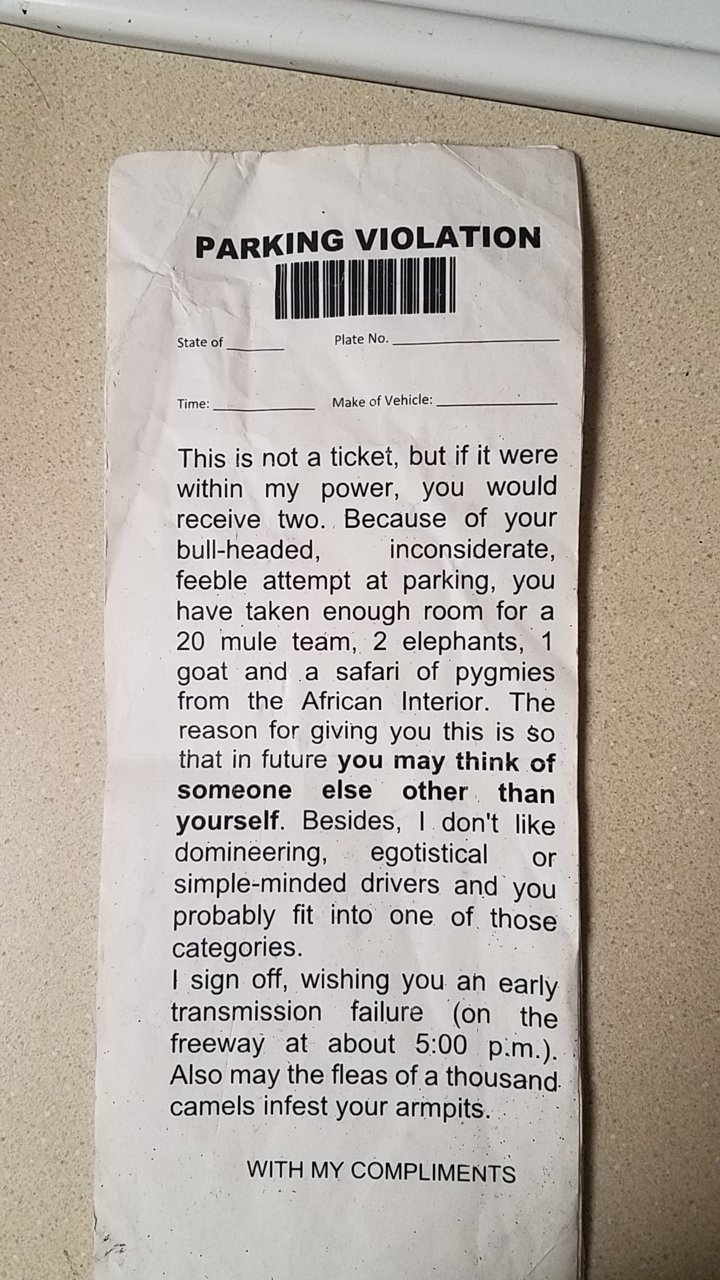 PARKING VIOLATION
State of ______ Plate No. ____________________
Time: ____________ Make of Vehicle: ______________
This is not a ticket, but if it were
within my power, you would
receive two. Because of your
bull-headed, inconsiderate,
feeble attempt at parking, you
have taken enough room for a
20 mule team, 2 elephants, 1
goat and a safari of pygmies
from the African Interior. The
reason for giving you this is so
that in future you may think of
someone else other than
yourself. Besides, I don't like
domineering, egotistical or
simple-minded drivers and you
probably fit into one of those
categories.
I sign off, wishing you an early
transmission failure (on the
freeway at about 5:00 p.m.).
Also may the fleas of a thousand
camels infest your armpits.
WITH MY COMPLIMENTS